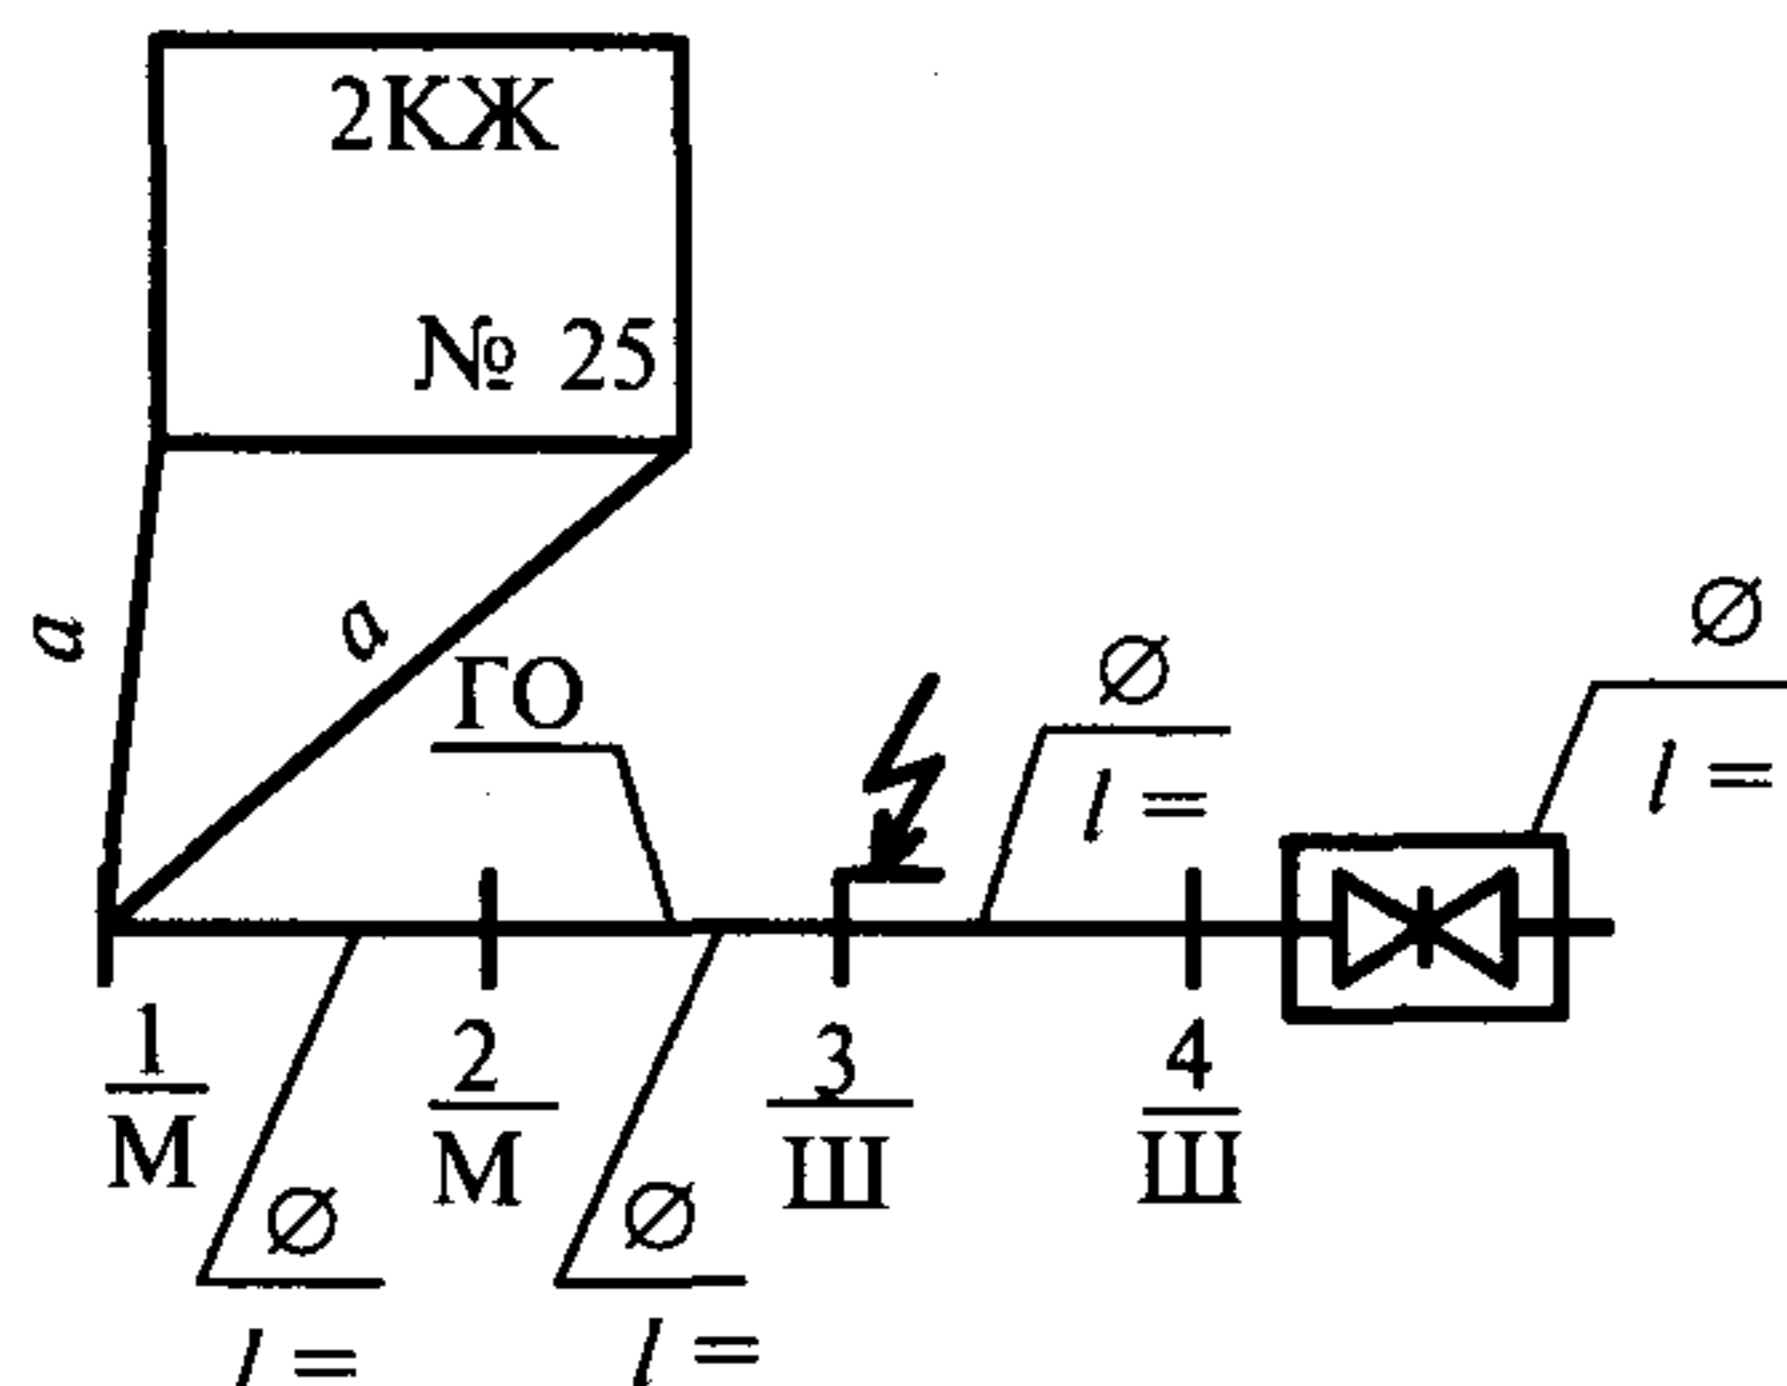 2КЖ
№ 25
а
а
ГО
Ø
l =
Ø
l =
1
М
2
М
3
Ш
4
Ш
Ø
l =
Ø
l =